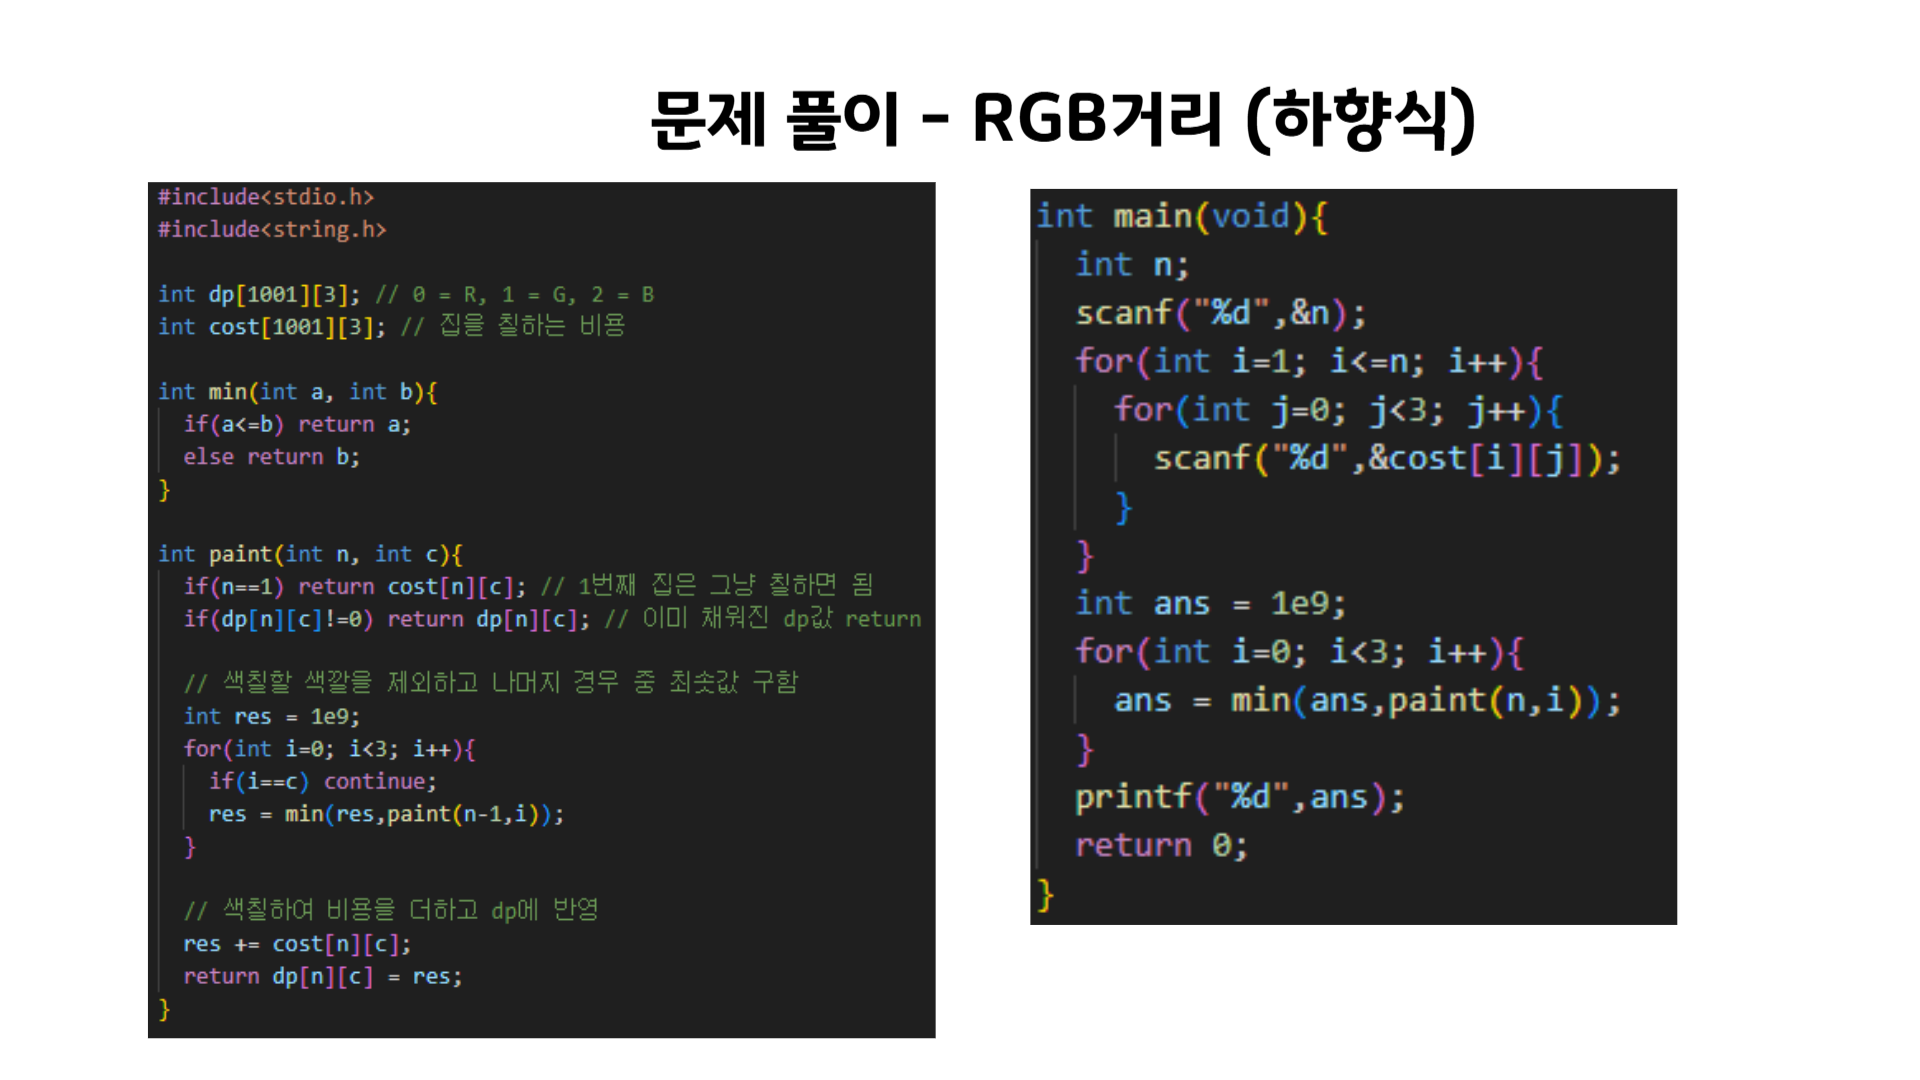 문제 풀이 - RGB거리 (하향식)
#include<stdio.h>
#include<string.h>
int dp[1001][3]; // 0 = R, 1 = G, 2 = B
int cost[1001][3]; // 집을 칠하는 비용
int min(int a, int b){
if(a<=b) return a;
else return b;
}
int paint(int n, int c){
if(n==1) return cost[n][c]; // 1번째 집은 그냥 칠하면 됨
if(dp[n][c]!=0) return dp[n][c]; // 이미 채워진 dp값 return
// 색칠할 색깔을 제외하고 나머지 경우 중 최솟값 구함
int res = 1e9;
for(int i=0; i<3; i++){
if(i==c) continue;
res = min(res,paint(n-1,i));
}
// 색칠하여 비용을 더하고 dp에 반영
res += cost[n][c];
return dp[n][c] = res;
}
int main(void){
int n;
scanf("%d",&n);
for(int i=1; i<=n; i++){
for(int j=0; j<3; j++){
scanf("%d",&cost[i][j]);
}
}
int ans = 1e9;
for(int i=0; i<3; i++){
ans = min(ans,paint(n,i));
}
printf("%d",ans);
return 0;
}